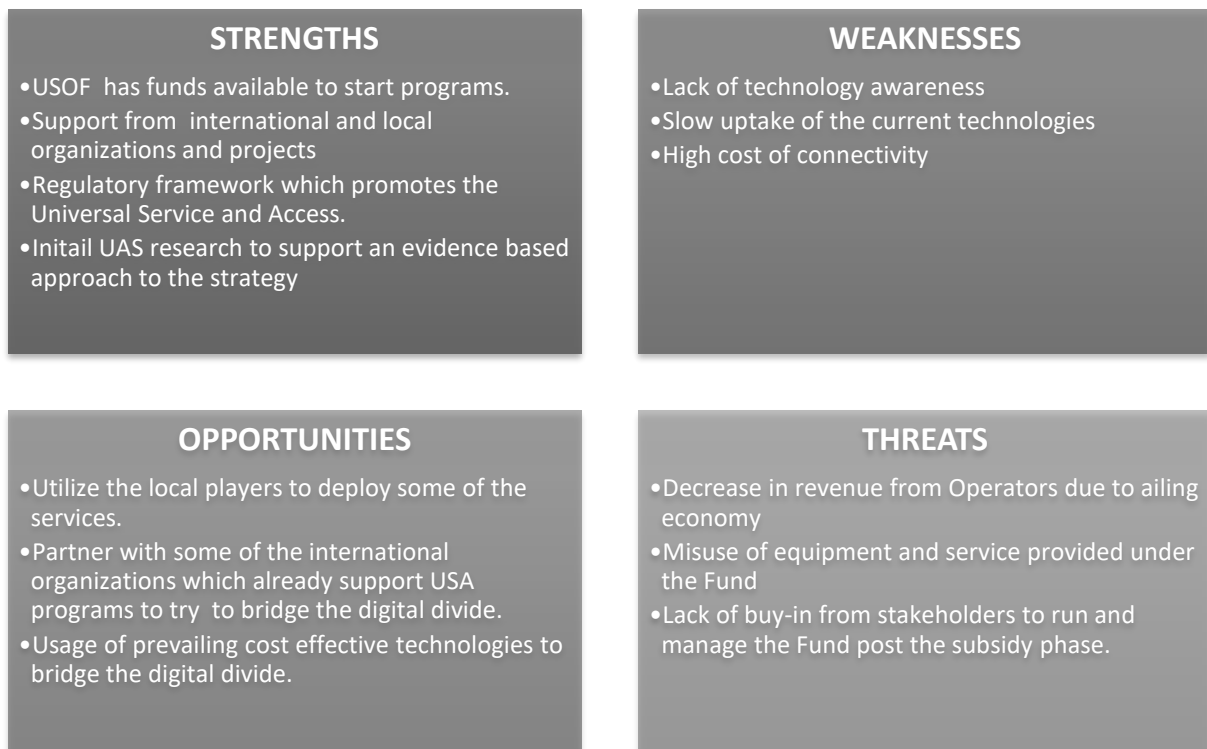 STRENGTHS
•USOF  has funds available to start programs.
•Support from  international and local
organizations and projects
•Regulatory framework which promotes the
Universal Service and Access.
•Initail UAS research to support an evidence based
approach to the strategy
WEAKNESSES
•Lack of technology awareness
•Slow uptake of the current technologies
•High cost of connectivity
OPPORTUNITIES
•Utilize the local players to deploy some of the
services.
•Partner with some of the international
organizations which already support USA
programs to try  to bridge the digital divide.
•Usage of prevailing cost effective technologies to
bridge the digital divide.
THREATS
•Decrease in revenue from Operators due to ailing
economy
•Misuse of equipment and service provided under
the Fund
•Lack of buy-in from stakeholders to run and
manage the Fund post the subsidy phase.